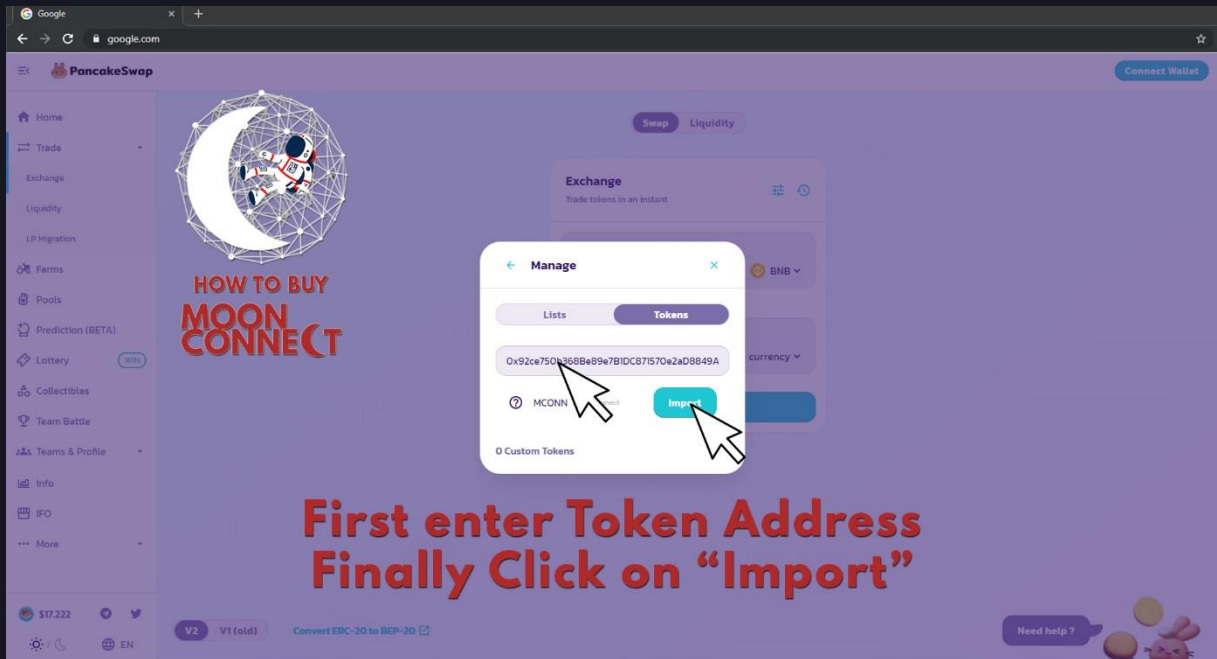 Google
google.com
PancakeSwap
Connect Wallet
Home
Trade
Exchange
Liquidity
LP Migration
Farms
Pools
Prediction (BETA)
Lottery
WIN
Collectibles
Team Battle
Teams & Profile
Info
IFO
More
$17.222
EN
HOW TO BUY
MOON
CONNECT
Swap Liquidity
Exchange
Trade tokens in an instant
BNB
currency
Manage
Lists Tokens
0x92ce750b368Be89e7B1DC871570e2aD8849A
MCONN
Import
0 Custom Tokens
First enter Token Address
Finally Click on “Import”
V2 V1 (old) Convert ERC-20 to BEP-20
Need help ?